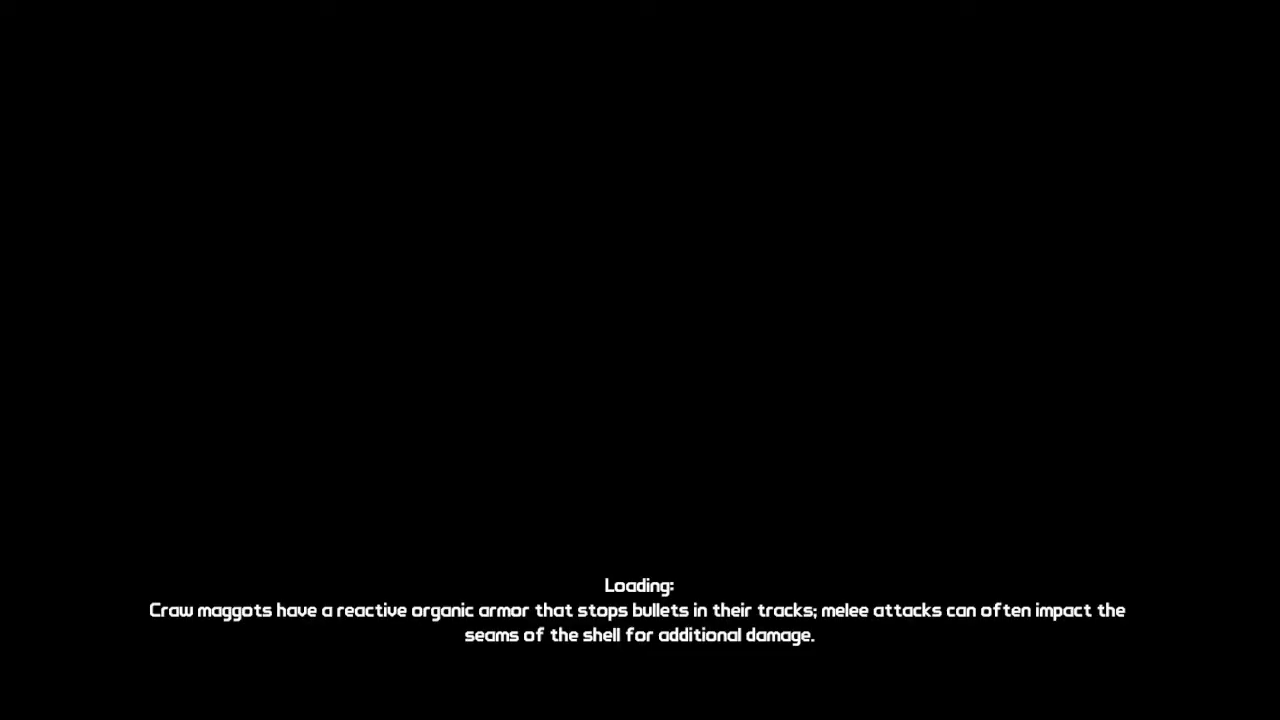 Loading:
Craw maggots have a reactive organic armor that stops bullets in their tracks; melee attacks can often impact the
seams of the shell for additional damage.